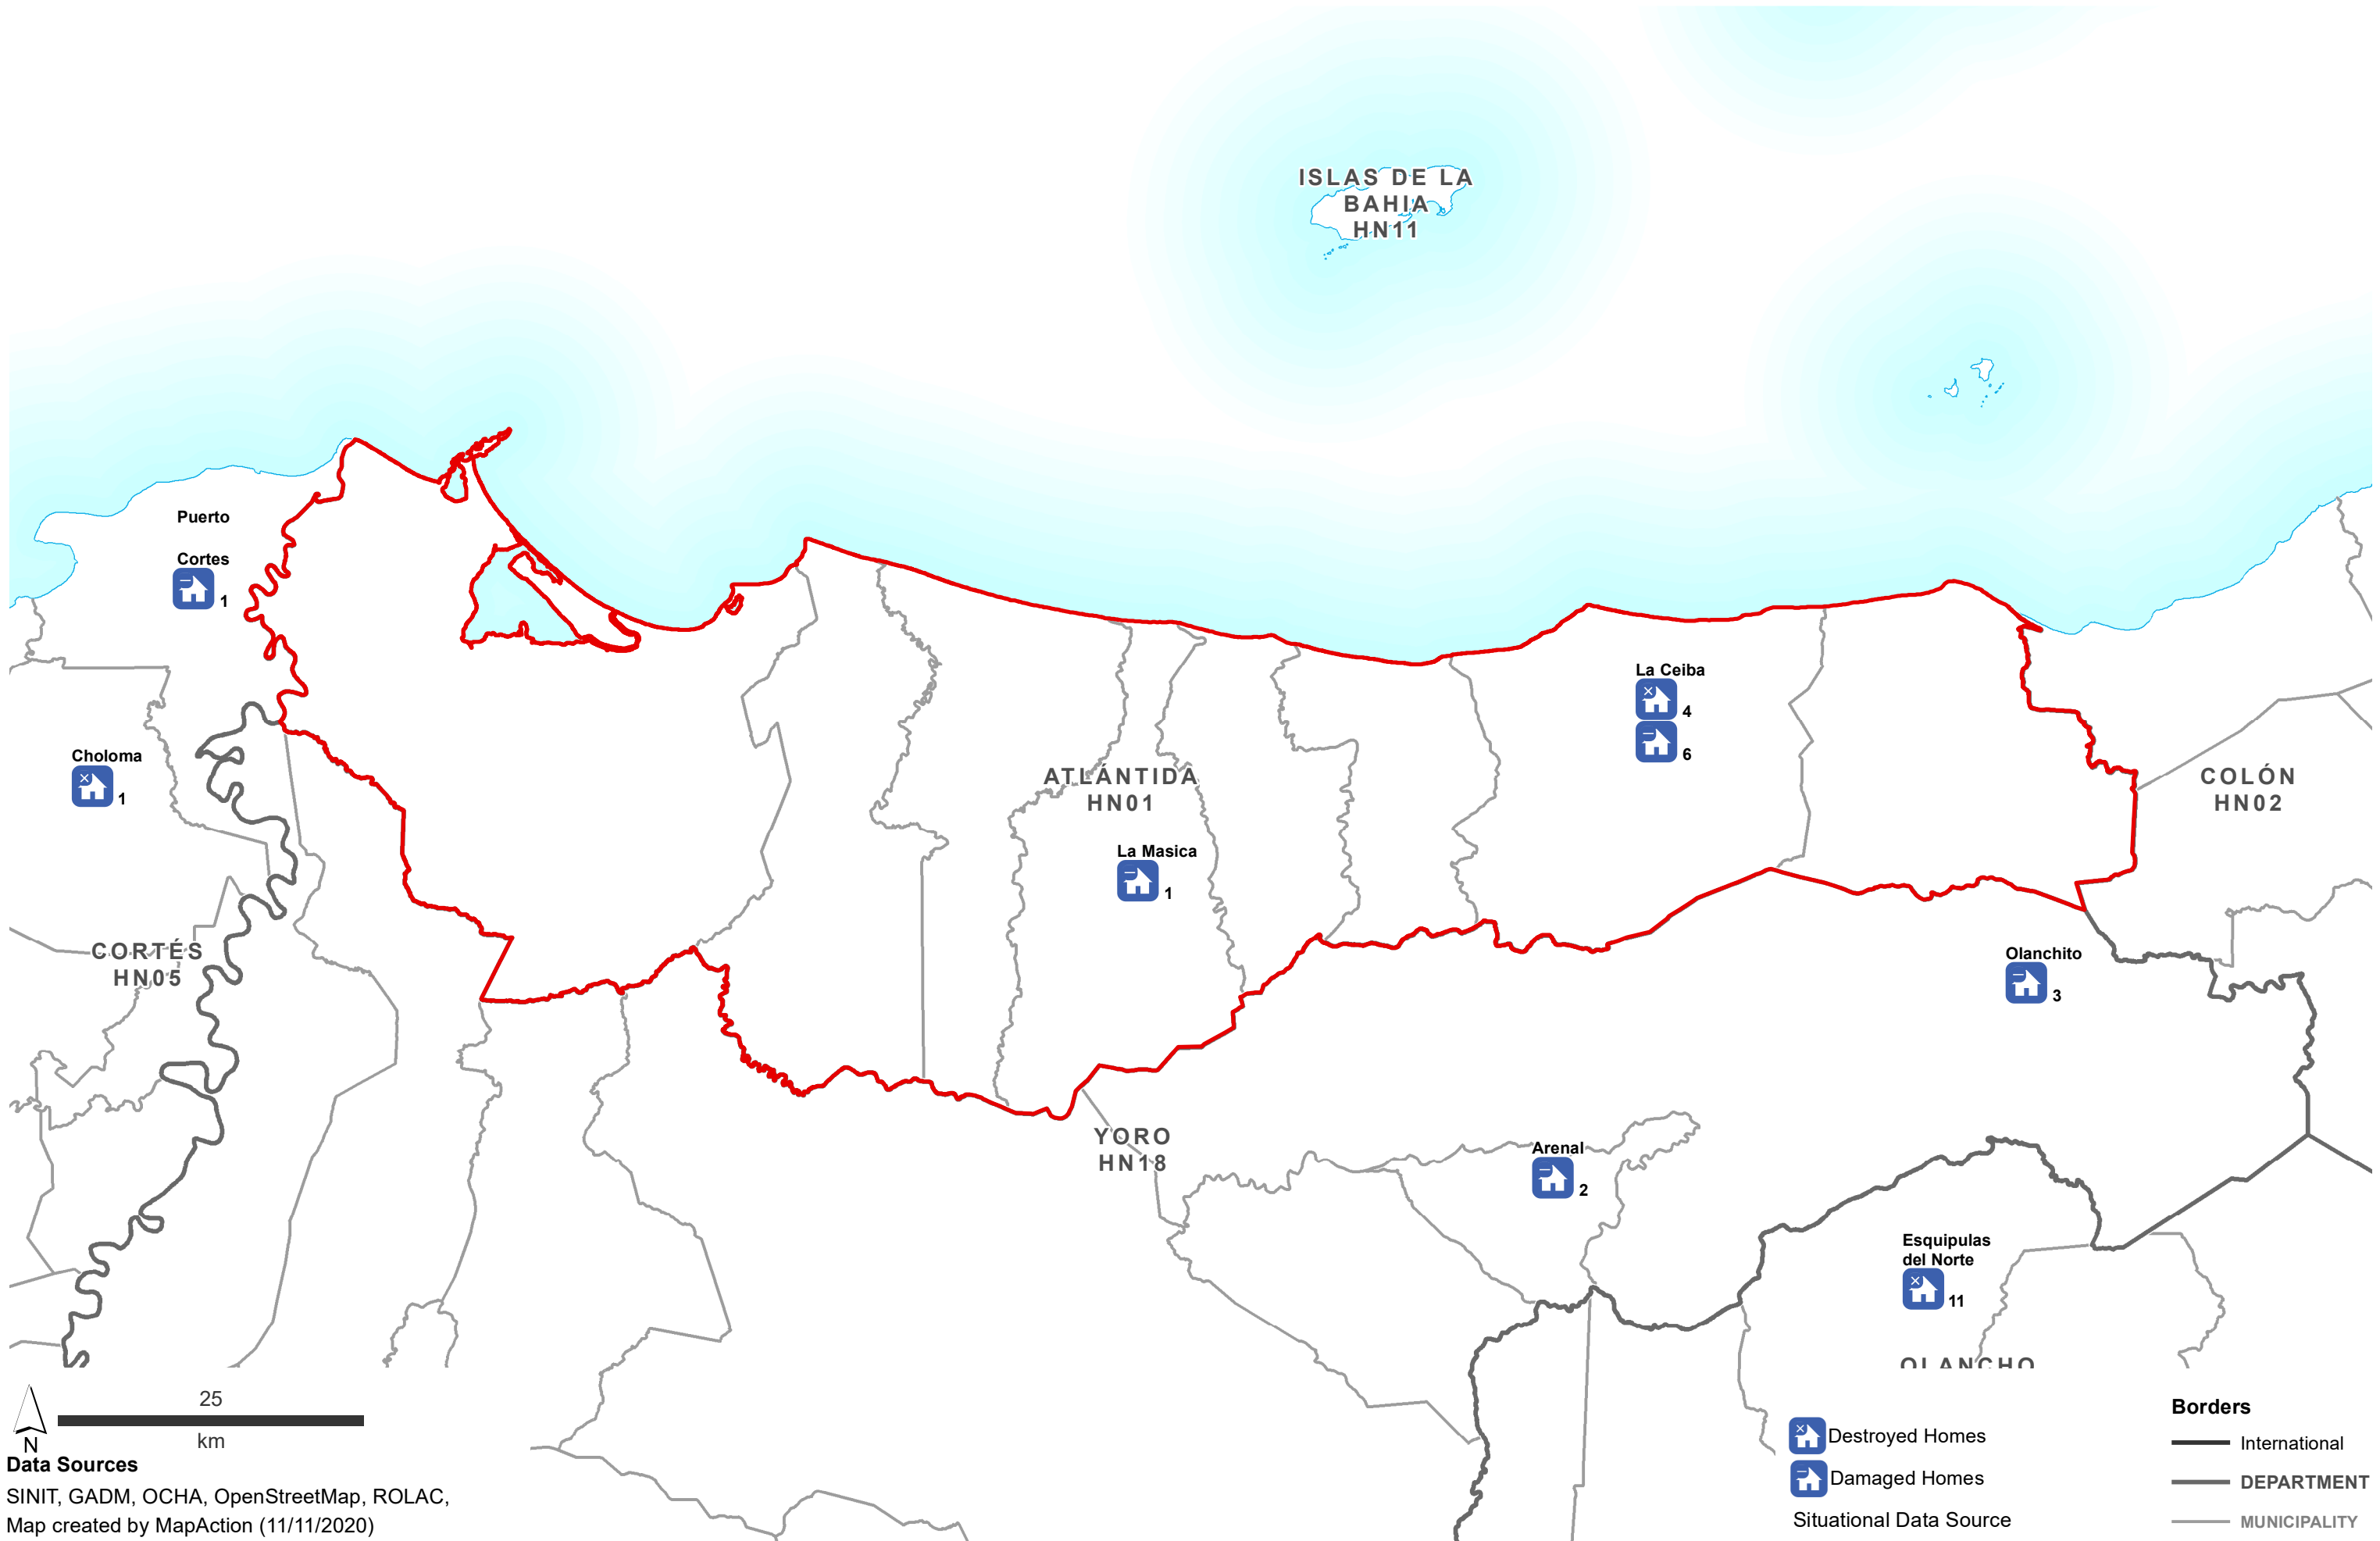 ISLAS DE LA
BAHIA
HN11
Puerto
Cortes
1
La Ceiba
4
6
Choloma
1
ATLÁNTIDA
HN01
COLÓN
HN02
La Masica
1
CORTÉS
HN05
Olanchito
3
YORO
HN18
Arenal
2
Esquipulas
del Norte
11
OLANCHO
25
km
N
Data Sources
SINIT, GADM, OCHA, OpenStreetMap, ROLAC,
Map created by MapAction (11/11/2020)
Destroyed Homes
Damaged Homes
Situational Data Source
Borders
International
DEPARTMENT
MUNICIPALITY